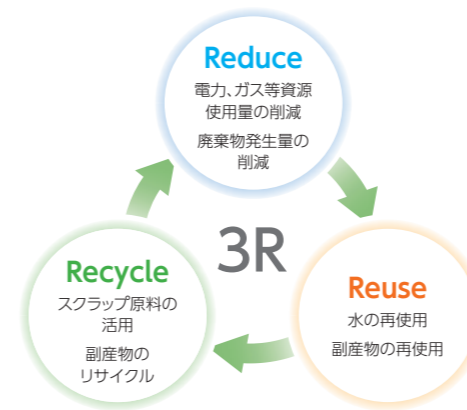 Reduce
電力、ガス等資源
使用量の削減
廃棄物発生量の
削減
3R
Recycle
スクラップ原料の
活用
副産物の
リサイクル
Reuse
水の再使用
副産物の再使用